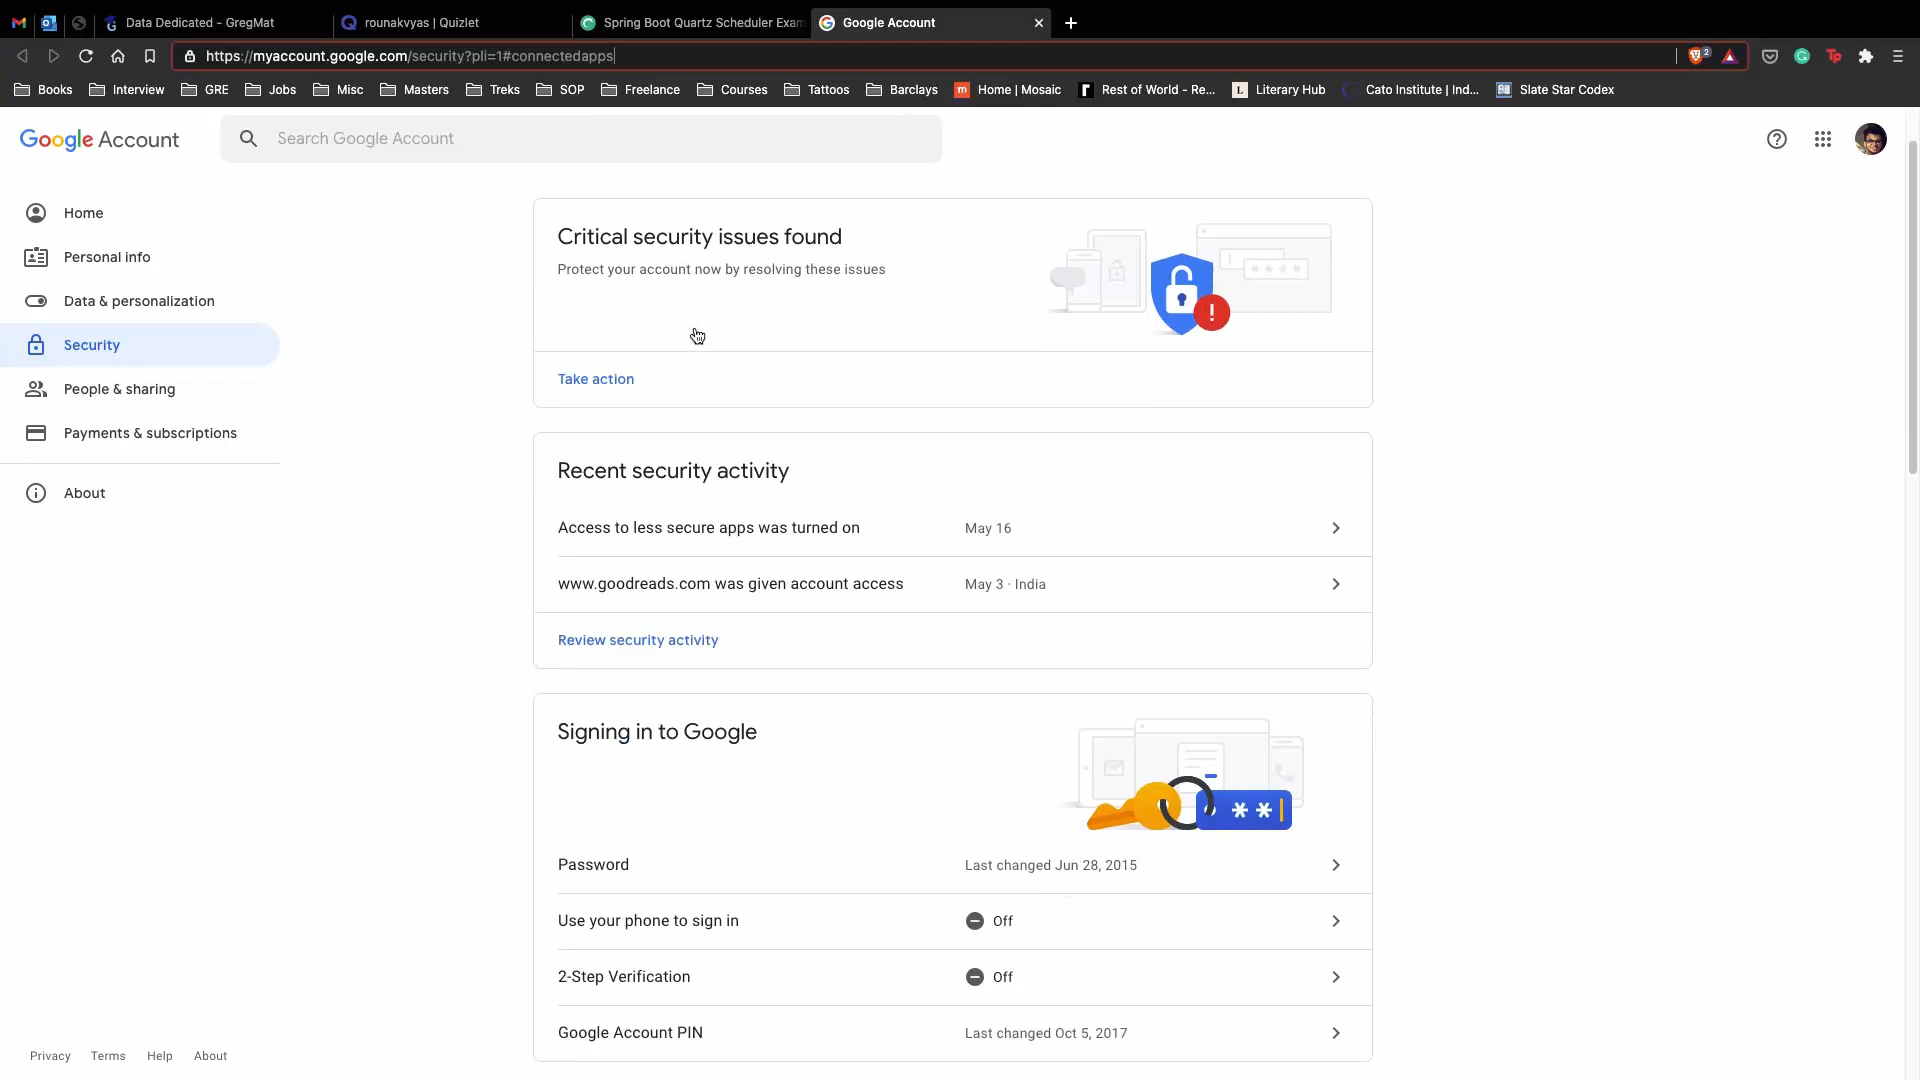 Data Dedicated - GregMat
rounakvyas | Quizlet
Spring Boot Quartz Scheduler Exam
Google Account
https://myaccount.google.com/security?pli=1#connectedapps
2
Books
Interview
GRE
Jobs
Misc
Masters
Treks
SOP
Freelance
Courses
Tattoos
Barclays
Home | Mosaic
Rest of World - Re...
Literary Hub
Cato Institute | Ind...
Slate Star Codex
Google Account
Search Google Account
Home
Personal info
Data & personalization
Security
People & sharing
Payments & subscriptions
About
Critical security issues found
Protect your account now by resolving these issues
Take action
Recent security activity
Access to less secure apps was turned on
May 16
www.goodreads.com was given account access
May 3 · India
Review security activity
Signing in to Google
Password
Last changed Jun 28, 2015
Use your phone to sign in
Off
2-Step Verification
Off
Google Account PIN
Last changed Oct 5, 2017
Privacy
Terms
Help
About